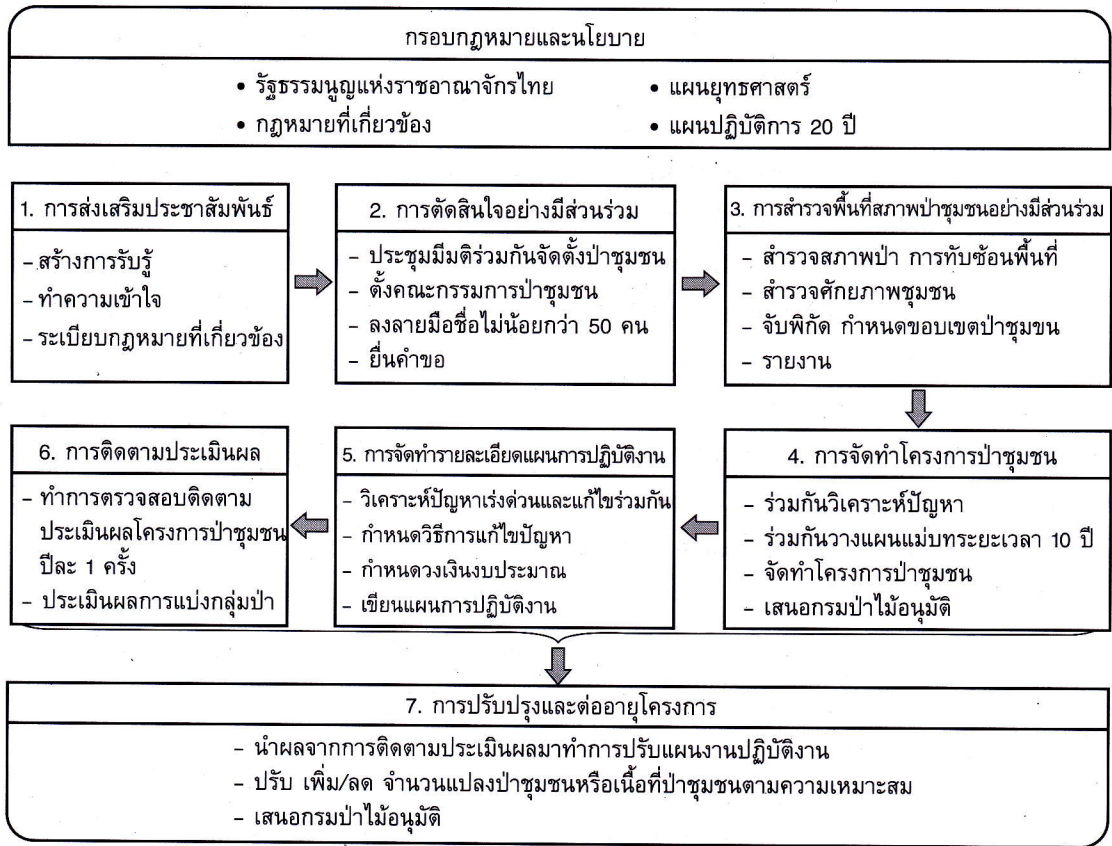 กรอบกฎหมายและนโยบาย
• รัฐธรรมนูญแห่งราชอาณาจักรไทย
• กฎหมายที่เกี่ยวข้อง
• แผนยุทธศาสตร์
• แผนปฏิบัติการ 20 ปี
1. การส่งเสริมประชาสัมพันธ์
– สร้างการรับรู้
– ทำความเข้าใจ
– ระเบียบกฎหมายที่เกี่ยวข้อง
2. การตัดสินใจอย่างมีส่วนร่วม
– ประชุมมีมติร่วมกันจัดตั้งป่าชุมชน
– ตั้งคณะกรรมการป่าชุมชน
– ลงลายมือชื่อไม่น้อยกว่า 50 คน
– ยื่นคำขอ
3. การสำรวจพื้นที่สภาพป่าชุมชนอย่างมีส่วนร่วม
– สำรวจสภาพป่า การทับซ้อนพื้นที่
– สำรวจศักยภาพชุมชน
– จับพิกัด กำหนดขอบเขตป่าชุมขน
– รายงาน
4. การจัดทำโครงการป่าชุมชน
– ร่วมกันวิเคราะห์ปัญหา
– ร่วมกันวางแผนแม่บทระยะเวลา 10 ปี
– จัดทำโครงการป่าชุมชน
– เสนอกรมป่าไม้อนุมัติ
5. การจัดทำรายละเอียดแผนการปฏิบัติงาน
– วิเคราะห์ปัญหาเร่งด่วนและแก้ไขร่วมกัน
– กำหนดวิธีการแก้ไขปัญหา
– กำหนดวงเงินงบประมาณ
– เขียนแผนการปฏิบัติงาน
6. การติดตามประเมินผล
– ทำการตรวจสอบติดตาม
ประเมินผลโครงการป่าชุมชน
ปีละ 1 ครั้ง
– ประเมินผลการแบ่งกลุ่มป่า
7. การปรับปรุงและต่ออายุโครงการ
– นำผลจากการติดตามประเมินผลมาทำการปรับแผนงานปฏิบัติงาน
– ปรับ เพิ่ม/ลด จำนวนแปลงป่าชุมชนหรือเนื้อที่ป่าชุมชนตามความเหมาะสม
– เสนอกรมป่าไม้อนุมัติ